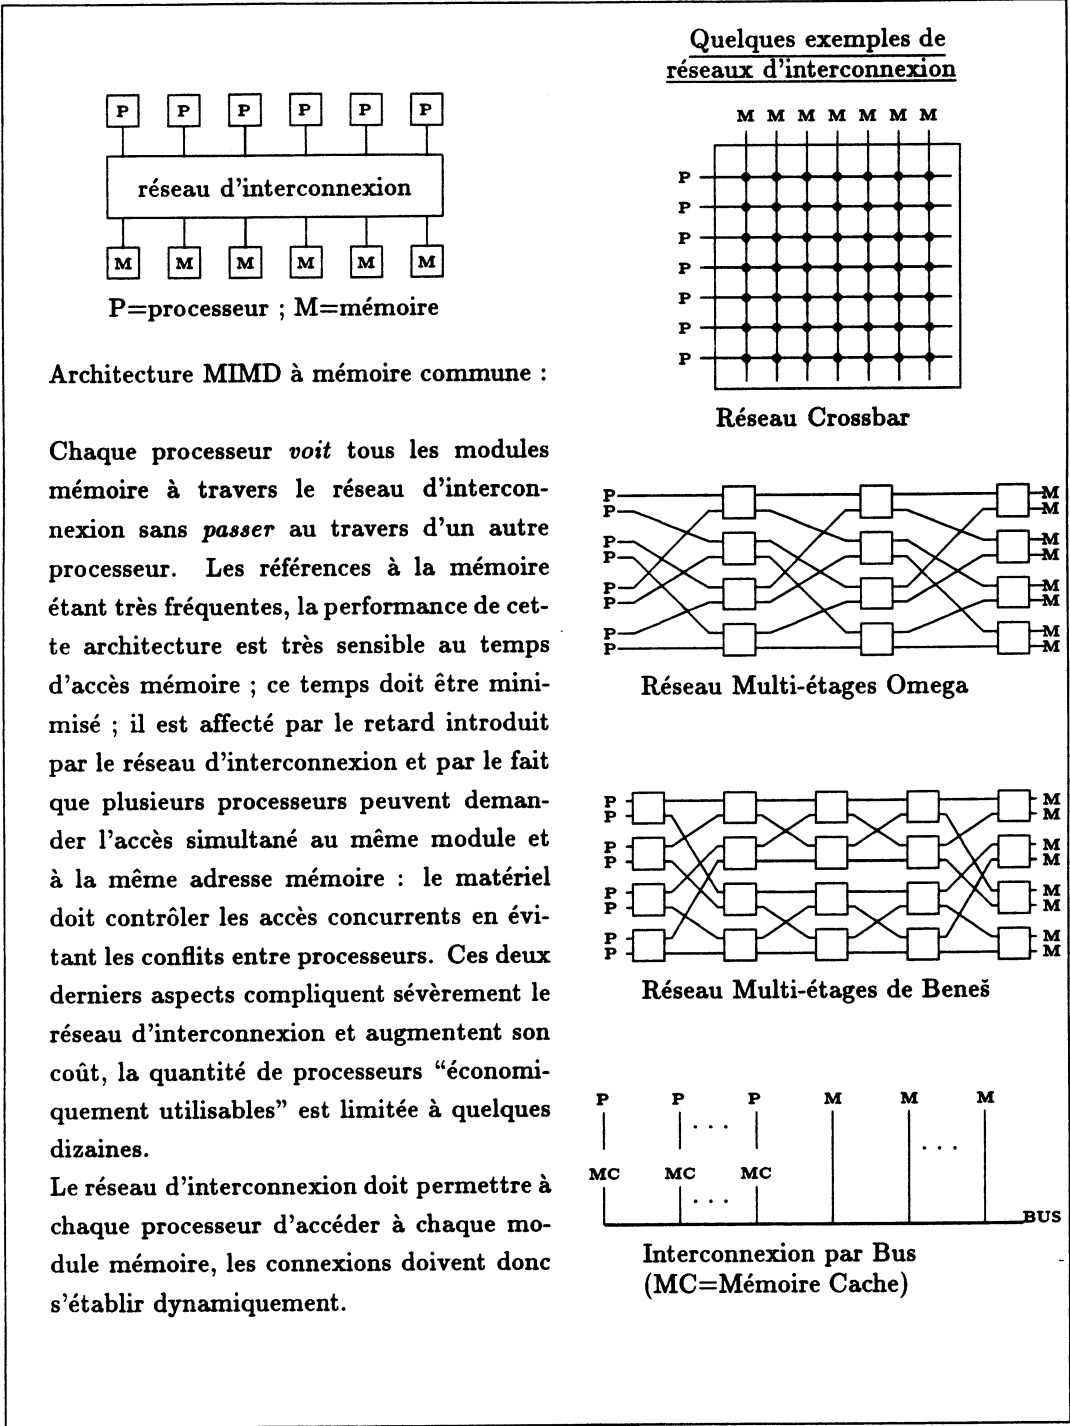 P P P P P P
réseau d'interconnexion
M M M M M M
P=processeur ; M=mémoire
Architecture MIMD à mémoire commune :
Chaque processeur voit tous les modules
mémoire à travers le réseau d'intercon-
nexion sans passer au travers d'un autre
processeur. Les références à la mémoire
étant très fréquentes, la performance de cet-
te architecture est très sensible au temps
d'accès mémoire ; ce temps doit être mini-
misé ; il est affecté par le retard introduit
par le réseau d'interconnexion et par le fait
que plusieurs processeurs peuvent deman-
der l'accès simultané au même module et
à la même adresse mémoire : le matériel
doit contrôler les accès concurrents en évi-
tant les conflits entre processeurs. Ces deux
derniers aspects compliquent sévèrement le
réseau d'interconnexion et augmentent son
coût, la quantité de processeurs “économi-
quement utilisables” est limitée à quelques
dizaines.
Le réseau d'interconnexion doit permettre à
chaque processeur d'accéder à chaque mo-
dule mémoire, les connexions doivent donc
s'établir dynamiquement.
Quelques exemples de
réseaux d'interconnexion
M M M M M M M
P
P
P
P
P
P
P
Réseau Crossbar
P M
P M
P M
P M
P M
P M
P M
P M
Réseau Multi-étages Omega
P M
P M
P M
P M
P M
P M
P M
P M
Réseau Multi-étages de Beneš
P P P M M M
. . .
. . .
MC MC MC
. . .
BUS
Interconnexion par Bus
(MC=Mémoire Cache)